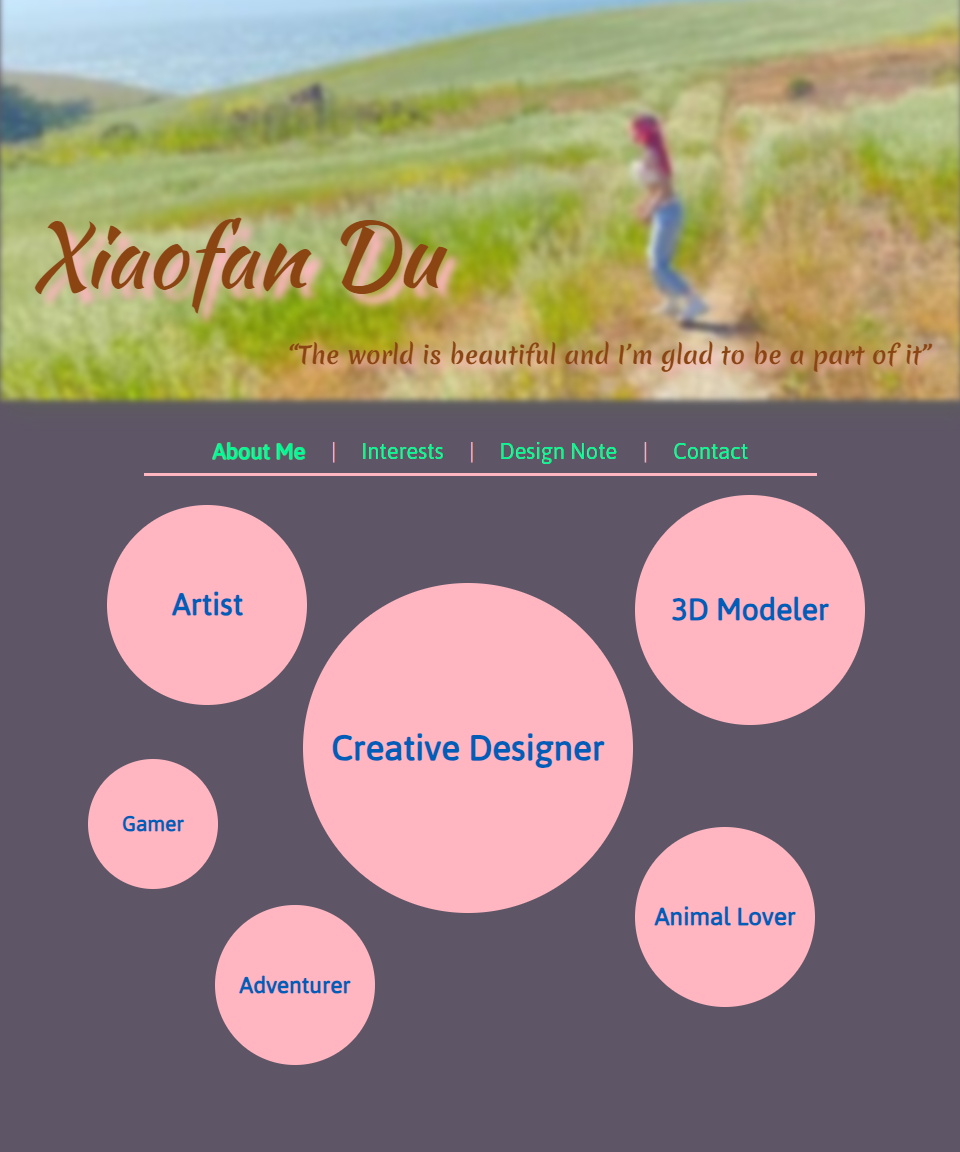 Xiaofan Du
“The world is beautiful and I’m glad to be a part of it”
About Me | Interests | Design Note | Contact
Artist
3D Modeler
Creative Designer
Gamer
Animal Lover
Adventurer